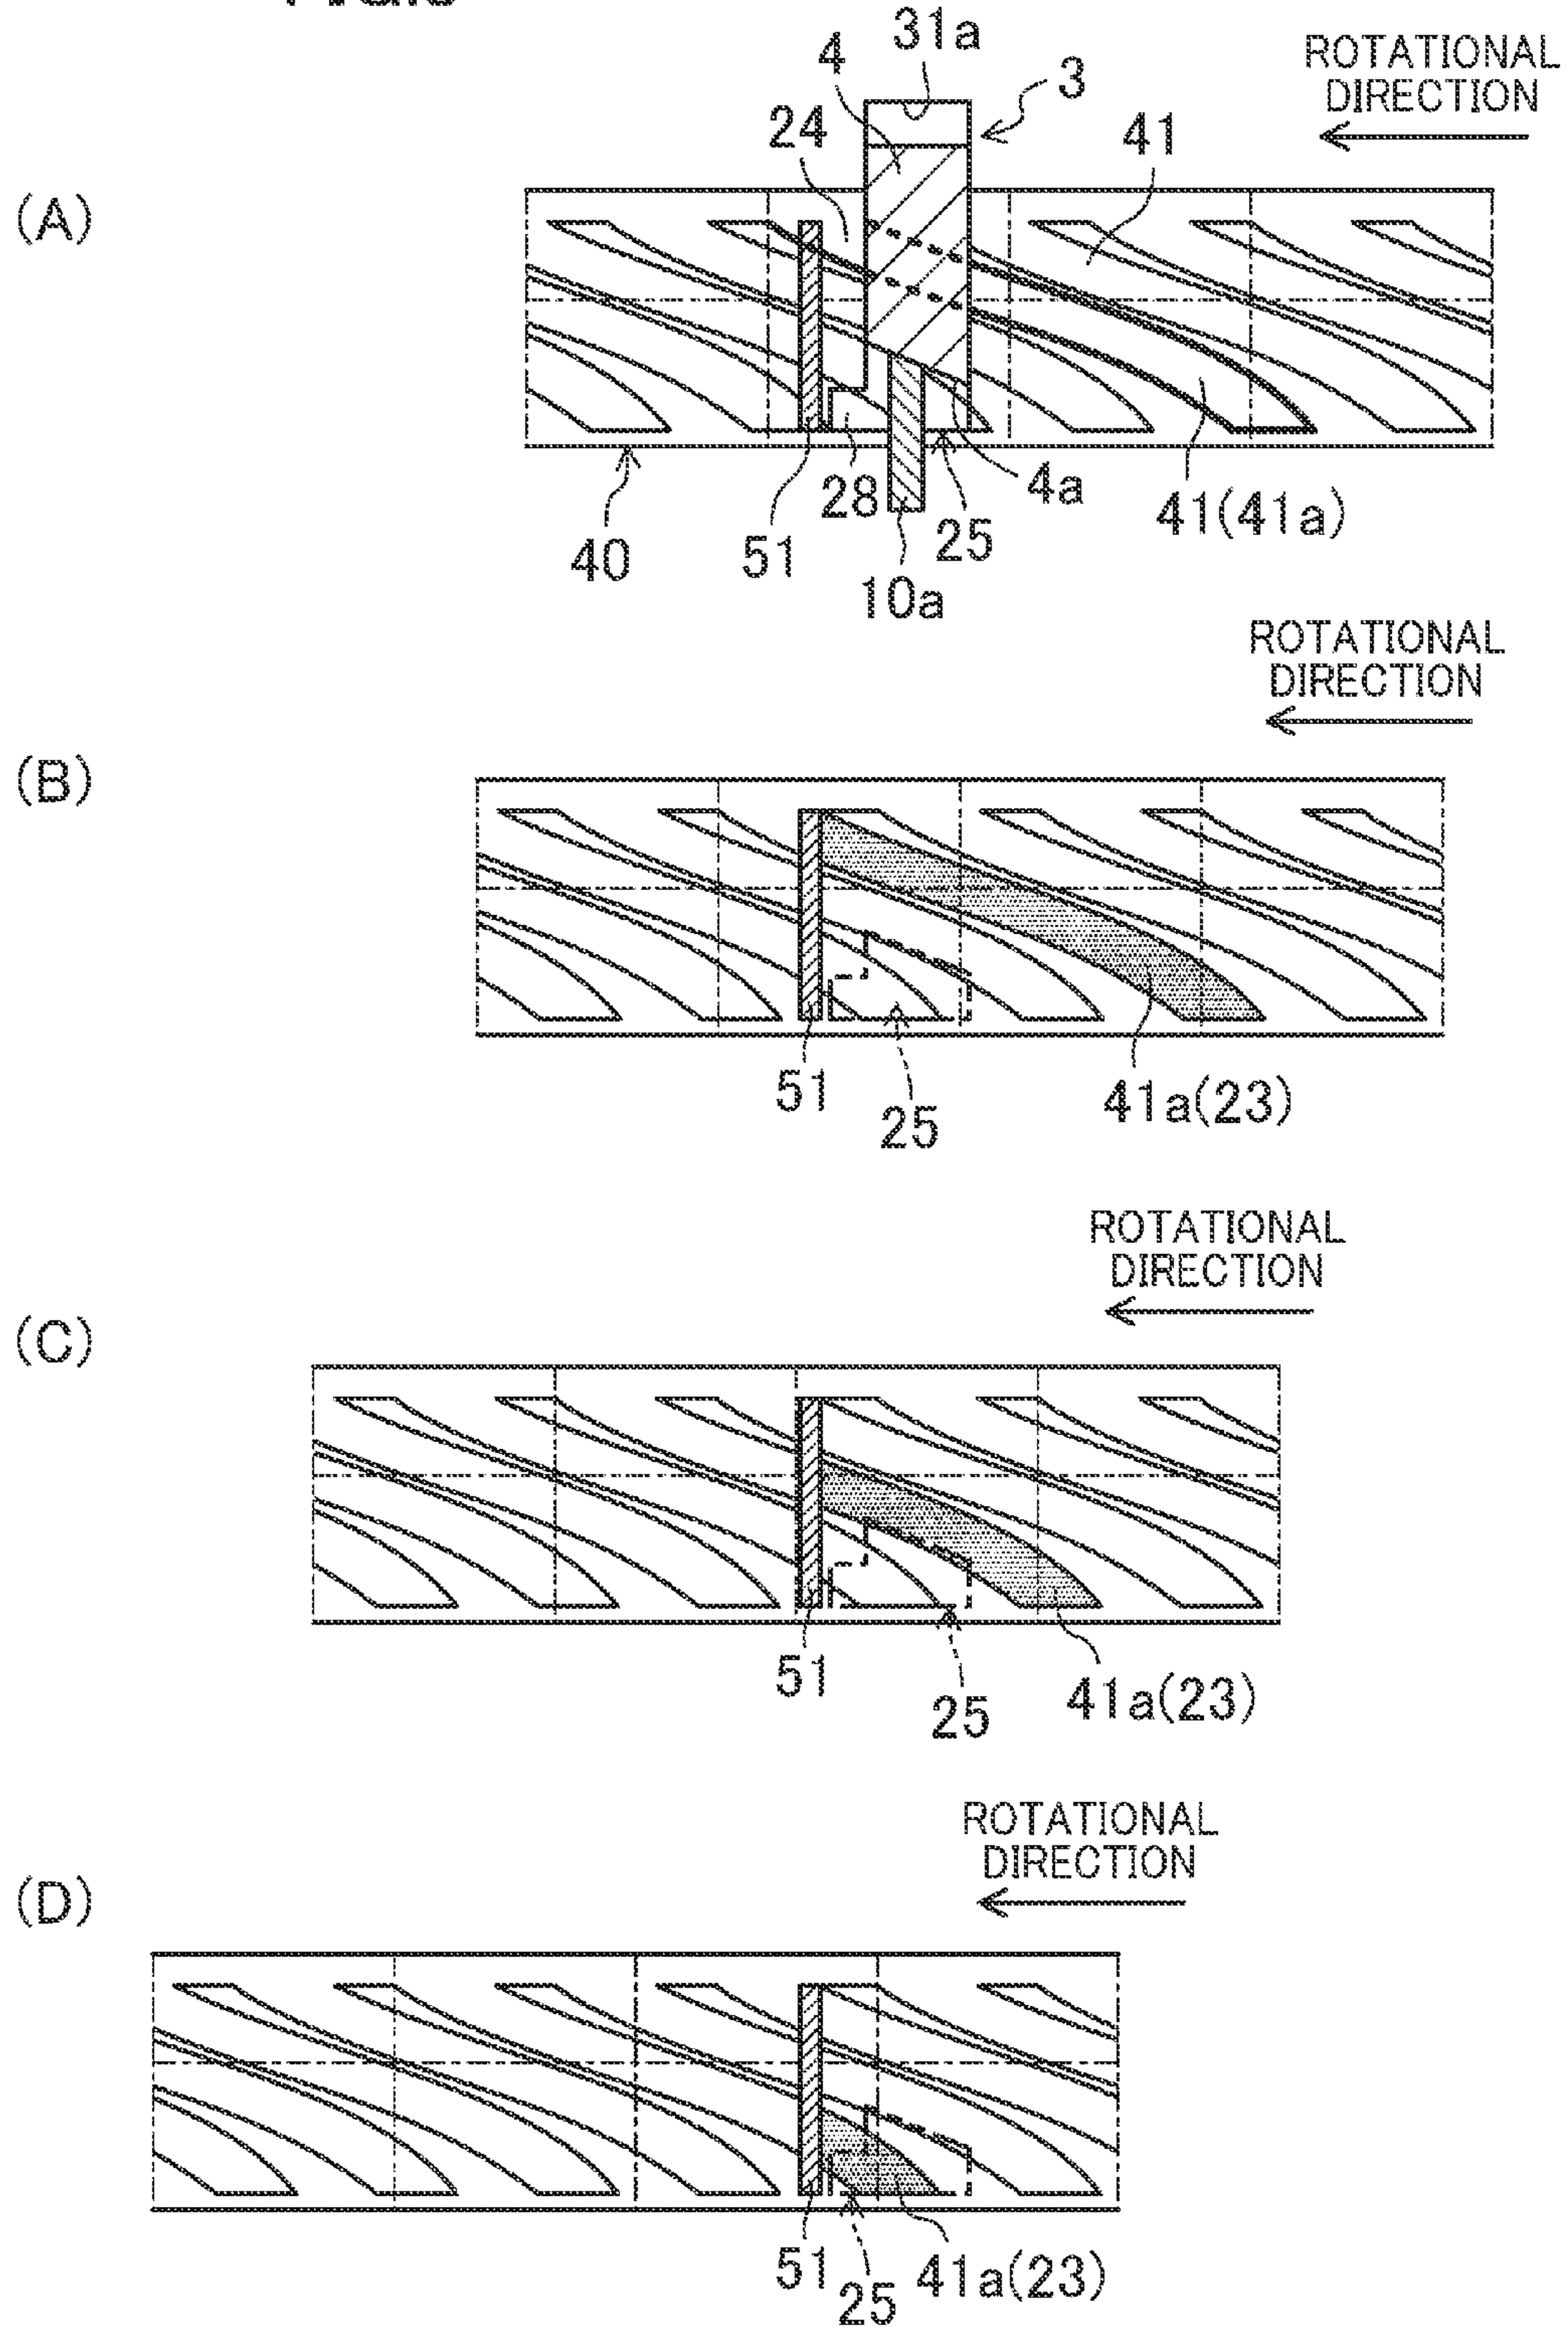 31a
4
3
ROTATIONAL
DIRECTION
24
41
(A)
28
4a
41(41a)
51
25
40
10a
ROTATIONAL
DIRECTION
(B)
51
25
41a(23)
ROTATIONAL
DIRECTION
(C)
51
25
41a(23)
ROTATIONAL
DIRECTION
(D)
51
25
41a(23)